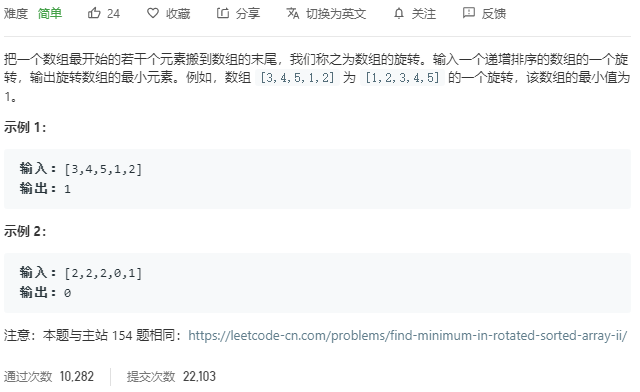 难度 简单 24 收藏 分享 切换为英文 关注 反馈
把一个数组最开始的若干个元素搬到数组的末尾，我们称之为数组的旋转。输入一个递增排序的数组的一个旋
转，输出旋转数组的最小元素。例如，数组 [3,4,5,1,2] 为 [1,2,3,4,5] 的一个旋转，该数组的最小值为
1。
示例 1：
输入：[3,4,5,1,2]
输出：1
示例 2：
输入：[2,2,2,0,1]
输出：0
注意：本题与主站 154 题相同：https://leetcode-cn.com/problems/find-minimum-in-rotated-sorted-array-ii/
通过次数 10,282 提交次数 22,103